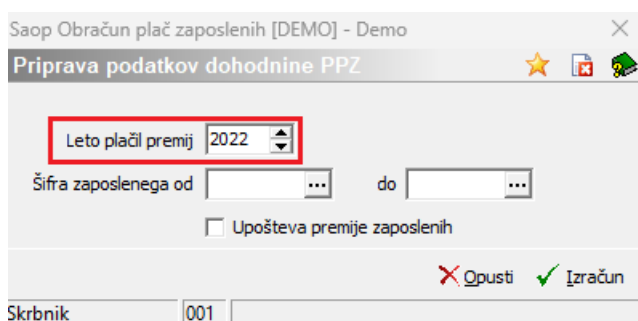 Saop Obračun plač zaposlenih [DEMO] - Demo
Priprava podatkov dohodnine PPZ
Leto plačil premij 2022
Šifra zaposlenega od ... do ...
Upošteva premije zaposlenih
Opusti Izračun
Skrbnik 001